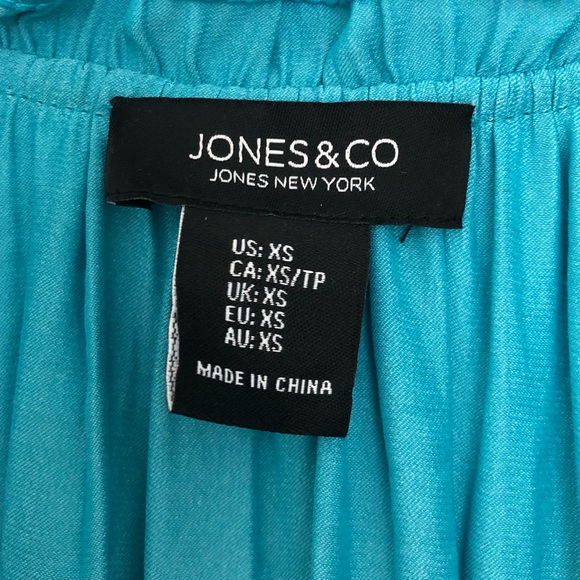 JONES&CO
JONES NEW YORK
US: XS
CA: XS/TP
UK: XS
EU: XS
AU: XS
MADE IN CHINA